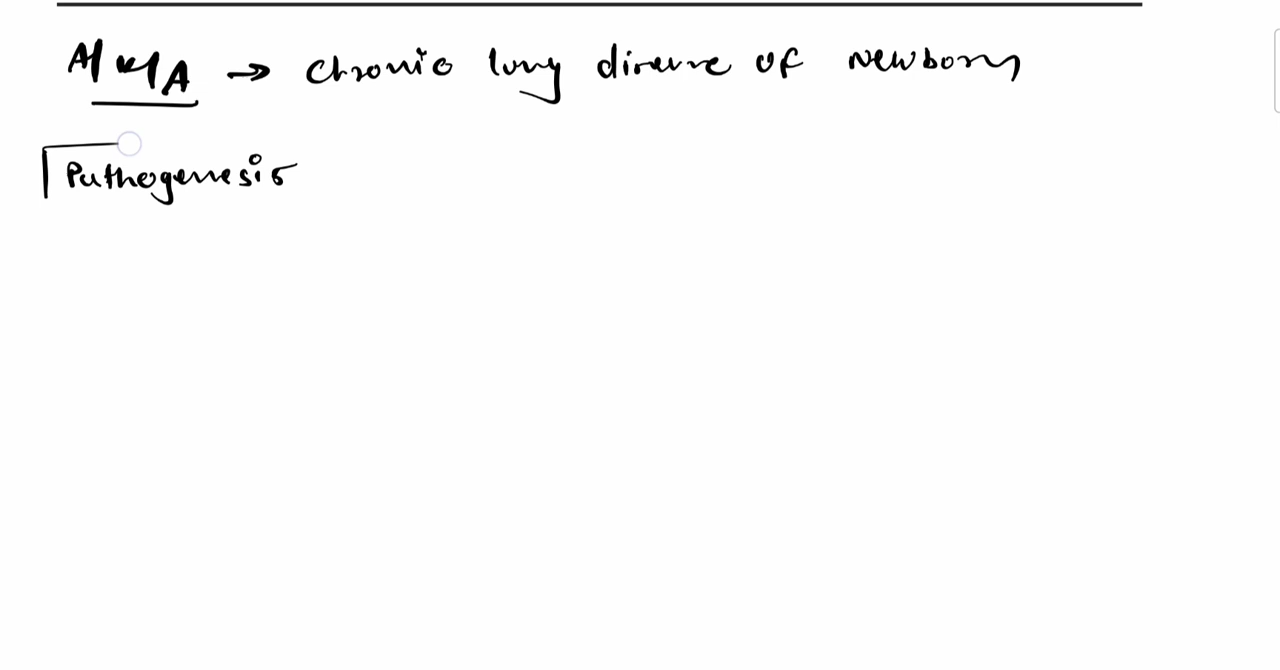 A/K/A → chronic lung disease of newborn
Pathogenesis